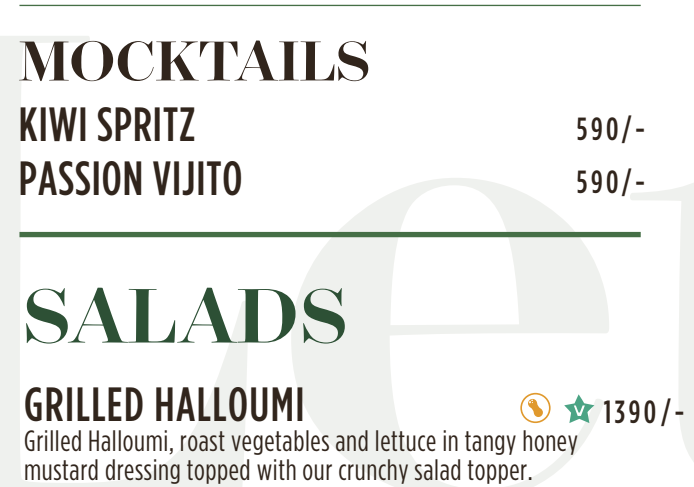 MOCKTAILS
KIWI SPRITZ 590/-
PASSION VIJITO 590/-
SALADS
GRILLED HALLOUMI V 1390/-
Grilled Halloumi, roast vegetables and lettuce in tangy honey
mustard dressing topped with our crunchy salad topper.